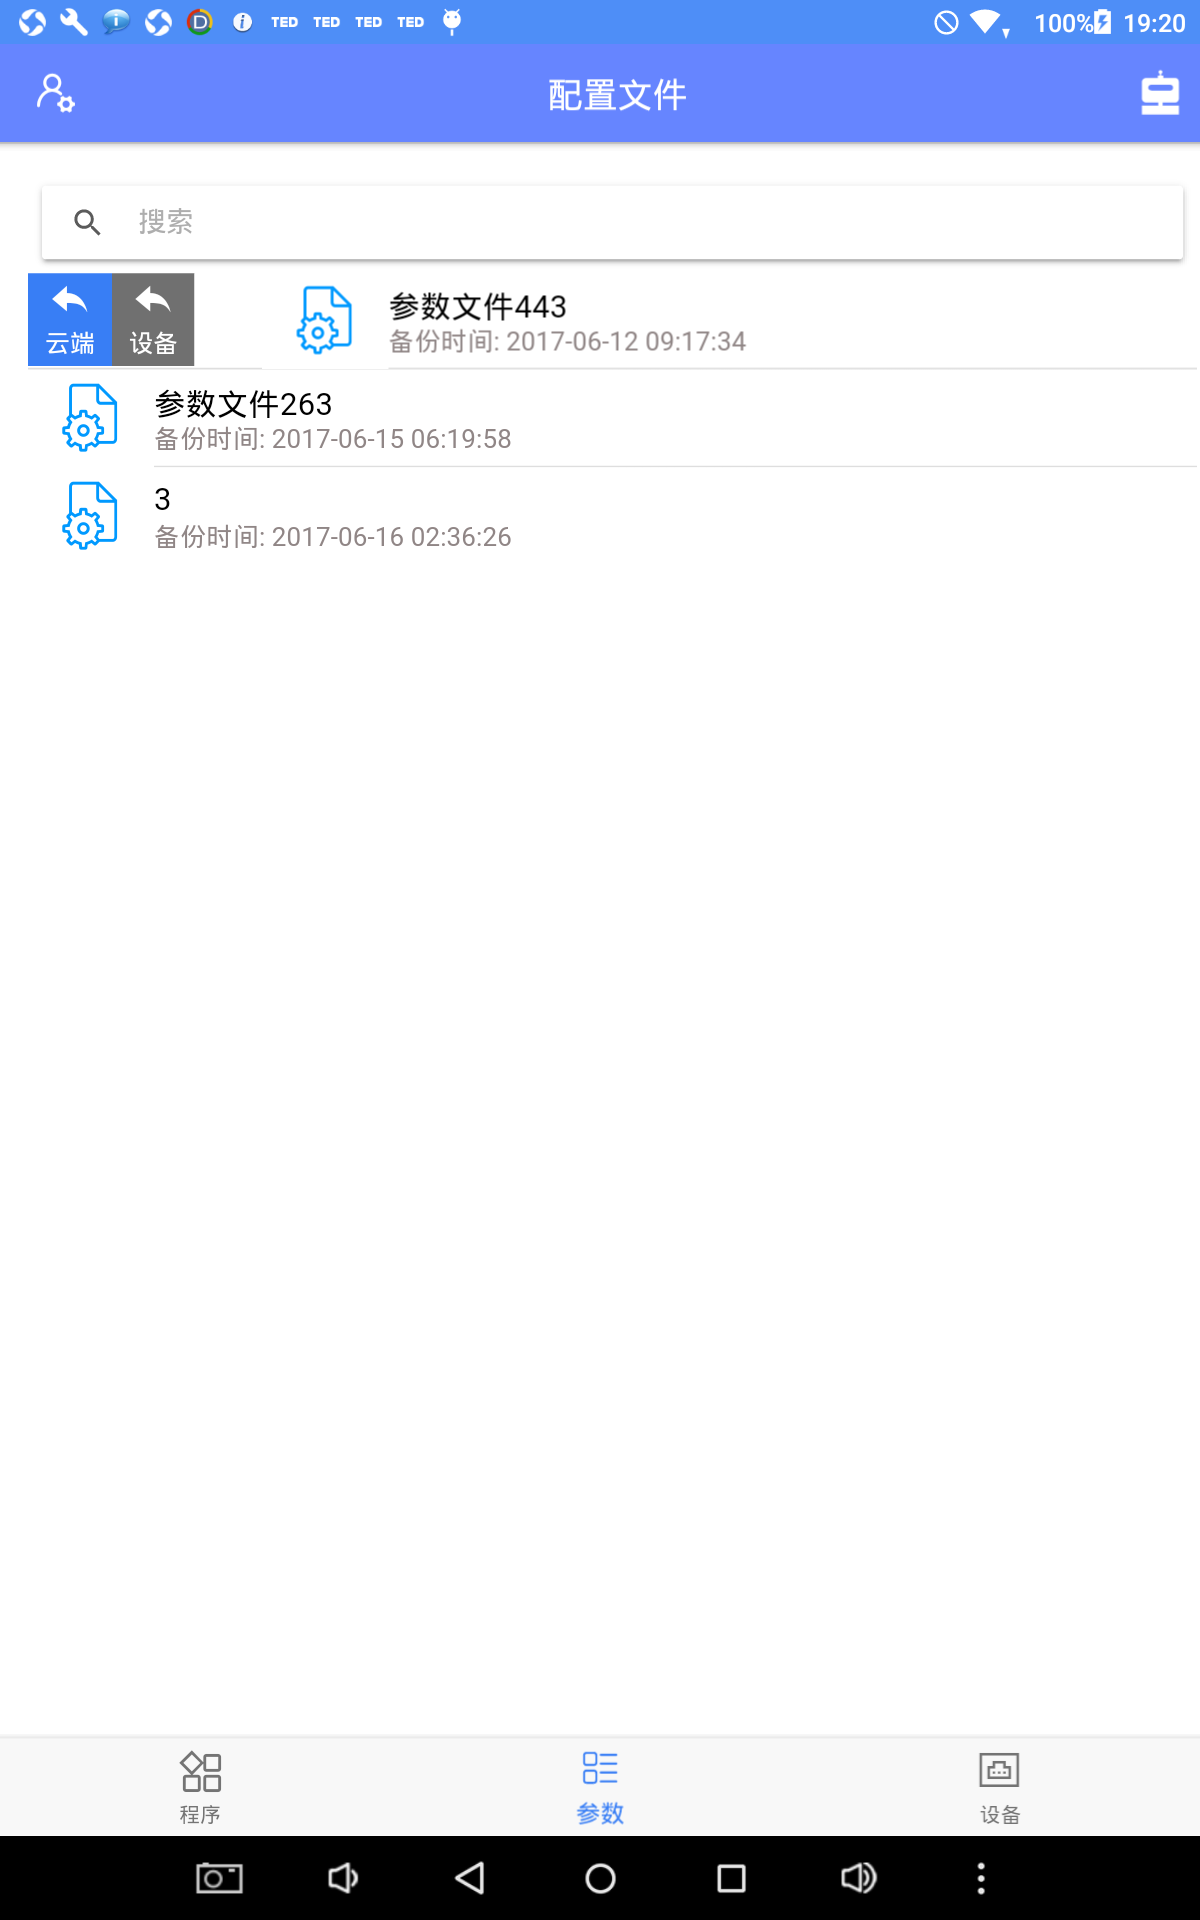 TED TED TED TED 100% 19:20
配置文件
搜索
云端 设备
参数文件443
备份时间: 2017-06-12 09:17:34
参数文件263
备份时间: 2017-06-15 06:19:58
3
备份时间: 2017-06-16 02:36:26
程序 参数 设备